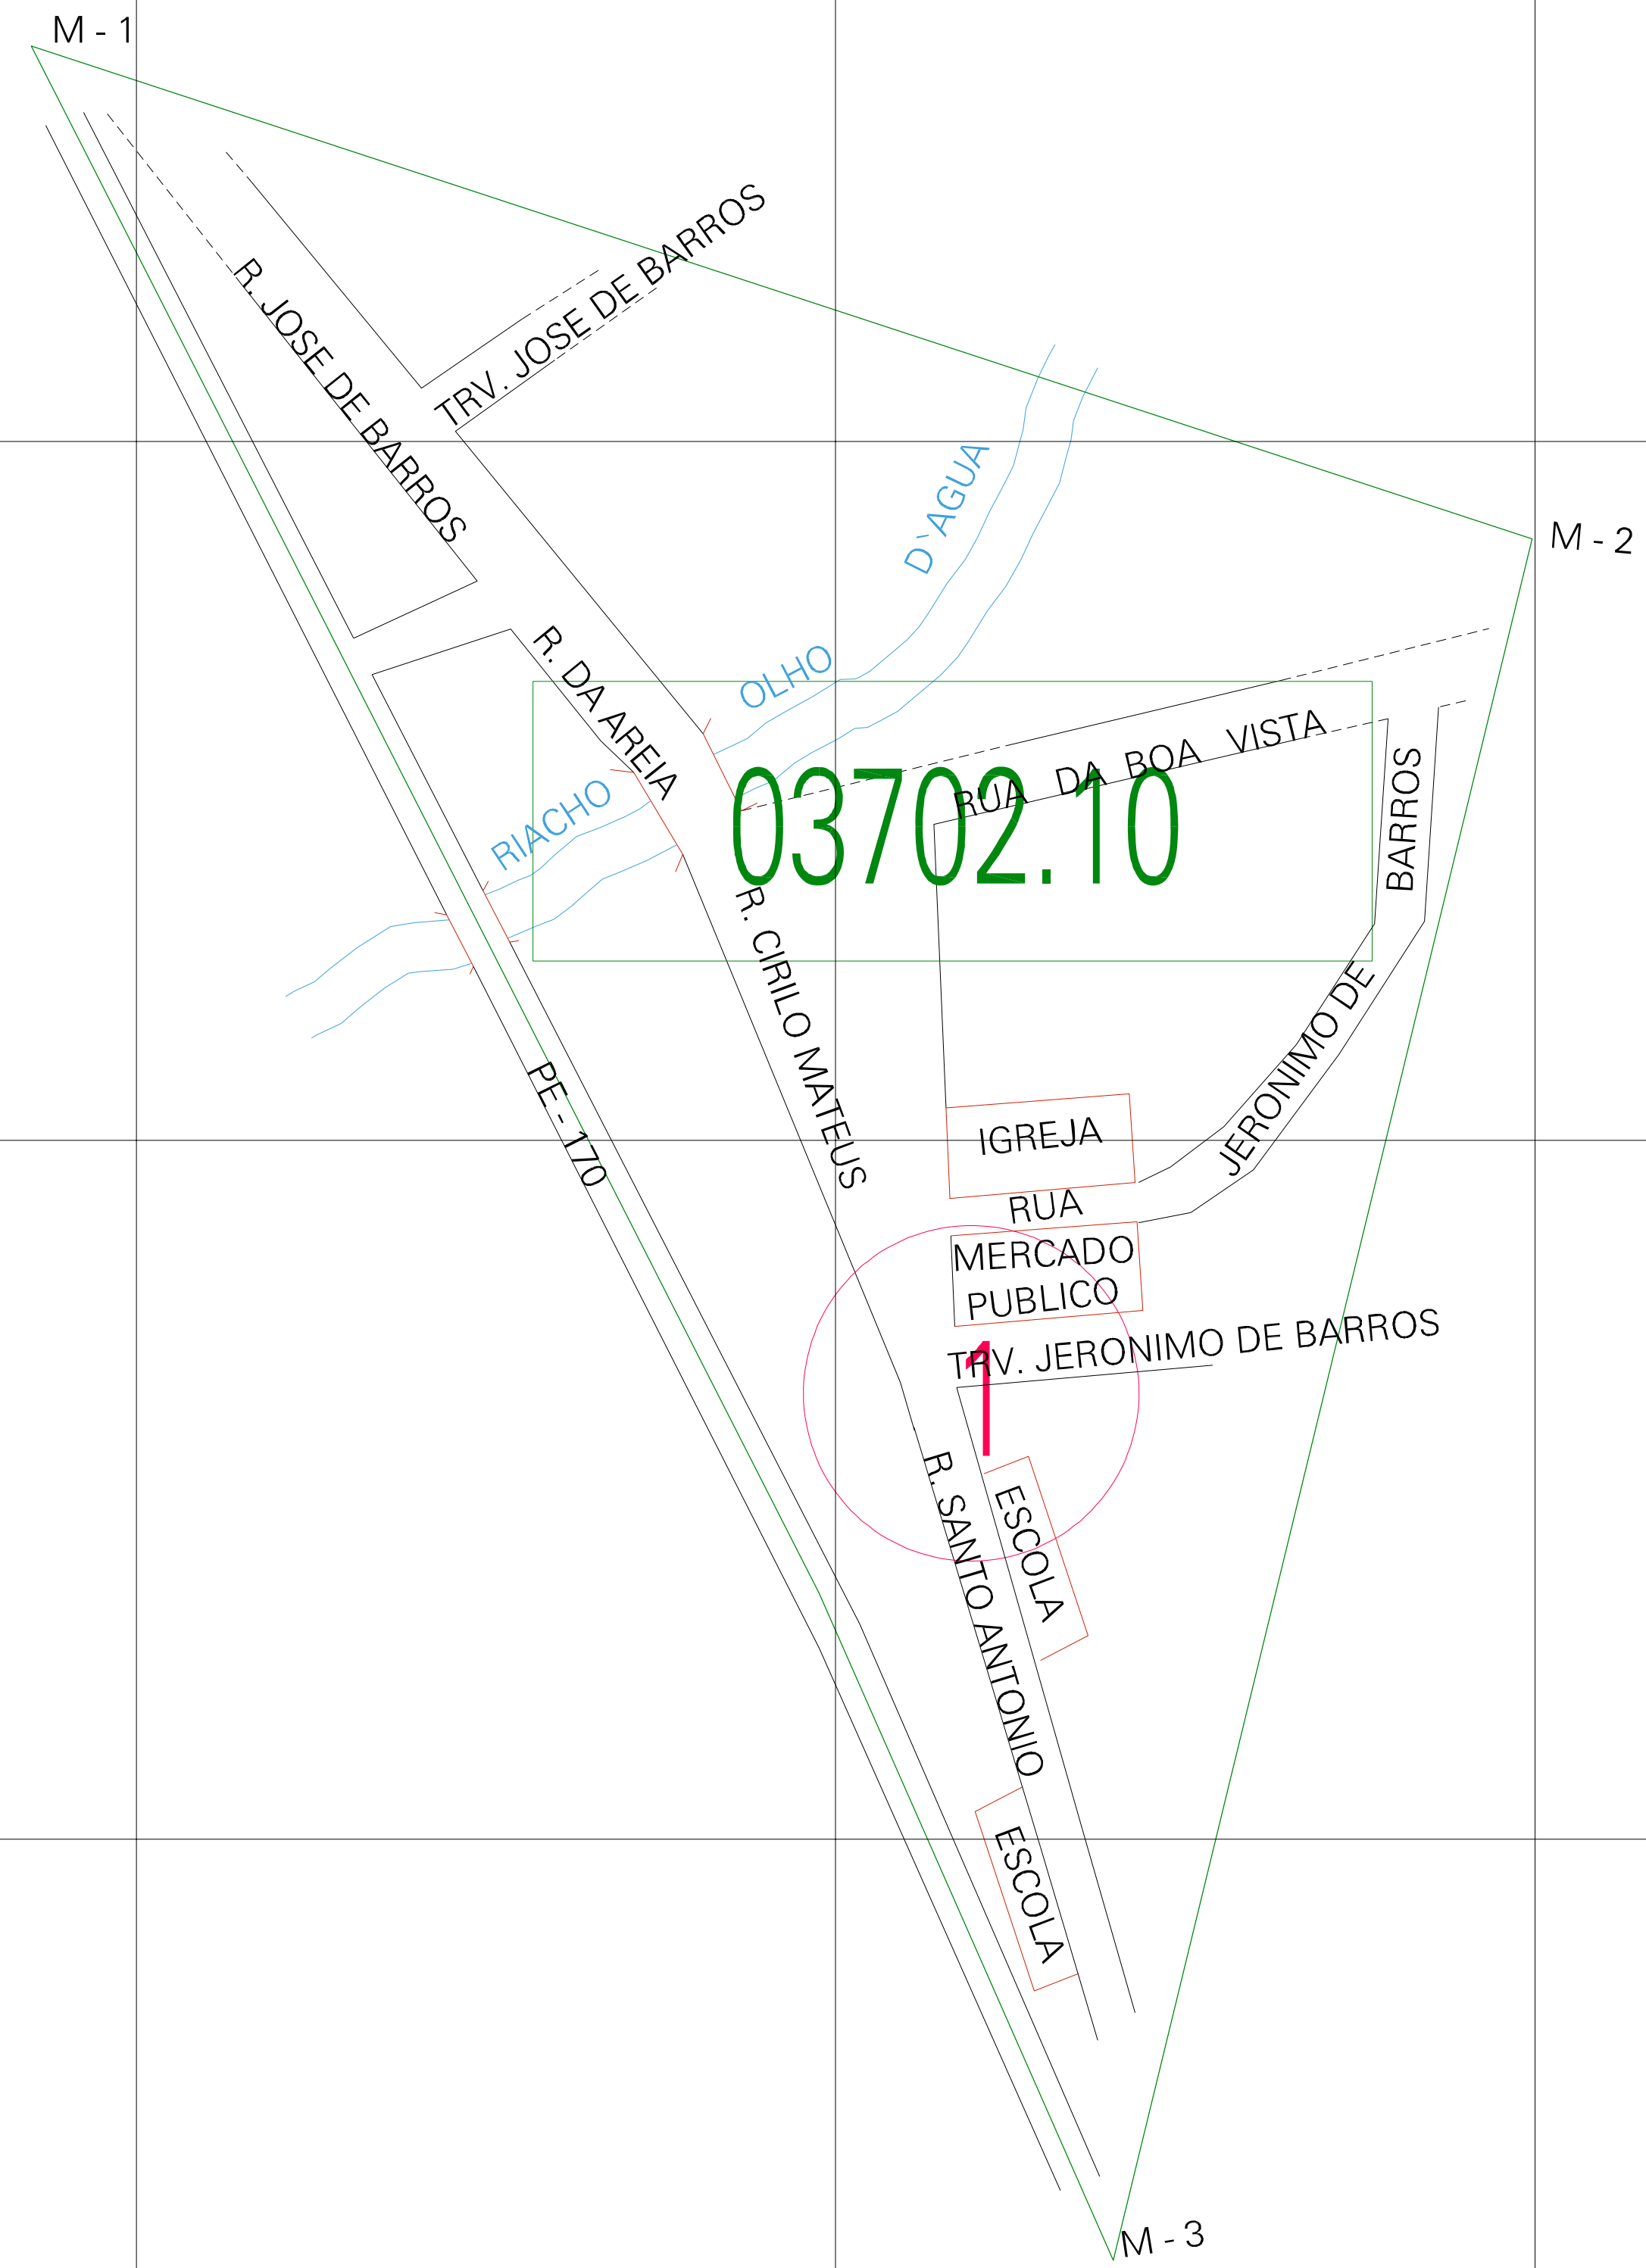 M - 1
TRV. JOSE DE BARROS
R. JOSE DE BARROS
D`AGUA
M - 2
R. DA AREIA
OLHO
RUA DA BOA VISTA
RIACHO
03702.10
BARROS
R. CIRILO MATEUS
JERONIMO DE
PE - 170
IGREJA
RUA
MERCADO
PUBLICO
TRV. JERONIMO DE BARROS
1
R. SANTO ANTONIO
ESCOLA
ESCOLA
M - 3